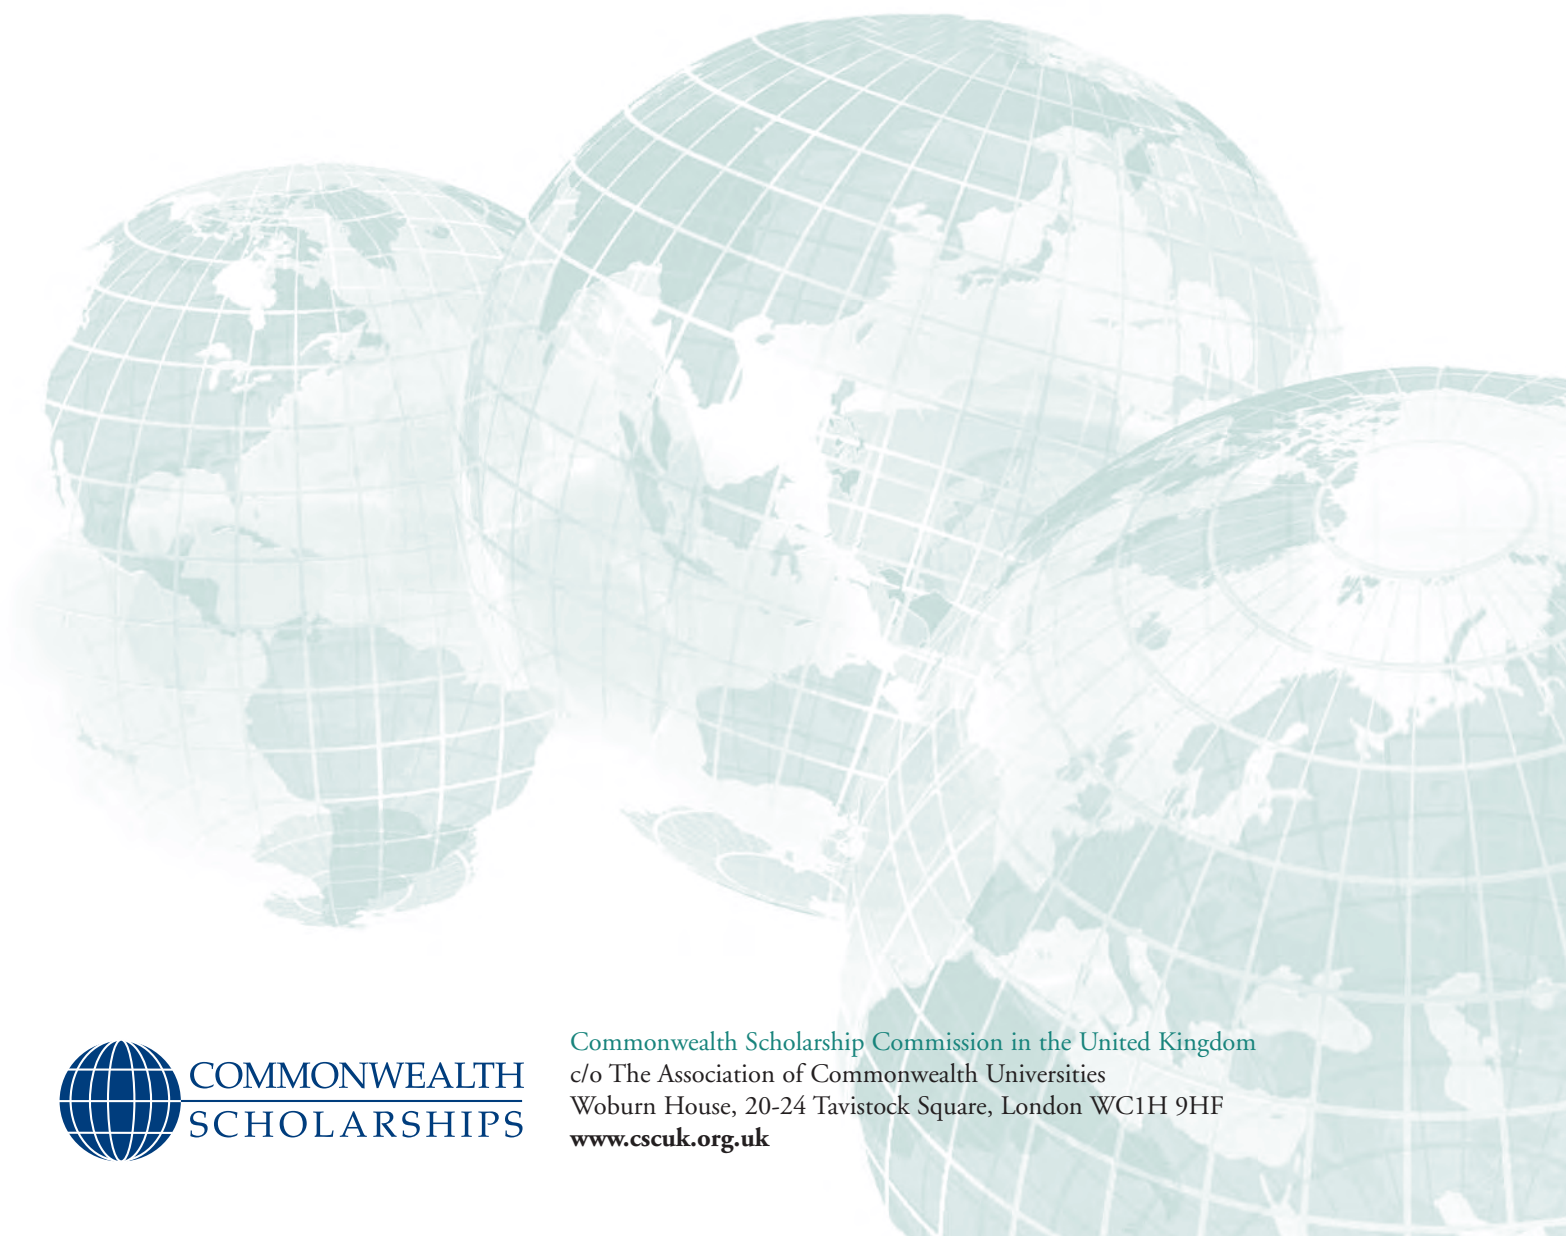 COMMONWEALTH
SCHOLARSHIPS
Commonwealth Scholarship Commission in the United Kingdom
c/o The Association of Commonwealth Universities
Woburn House, 20-24 Tavistock Square, London WC1H 9HF
www.cscuk.org.uk